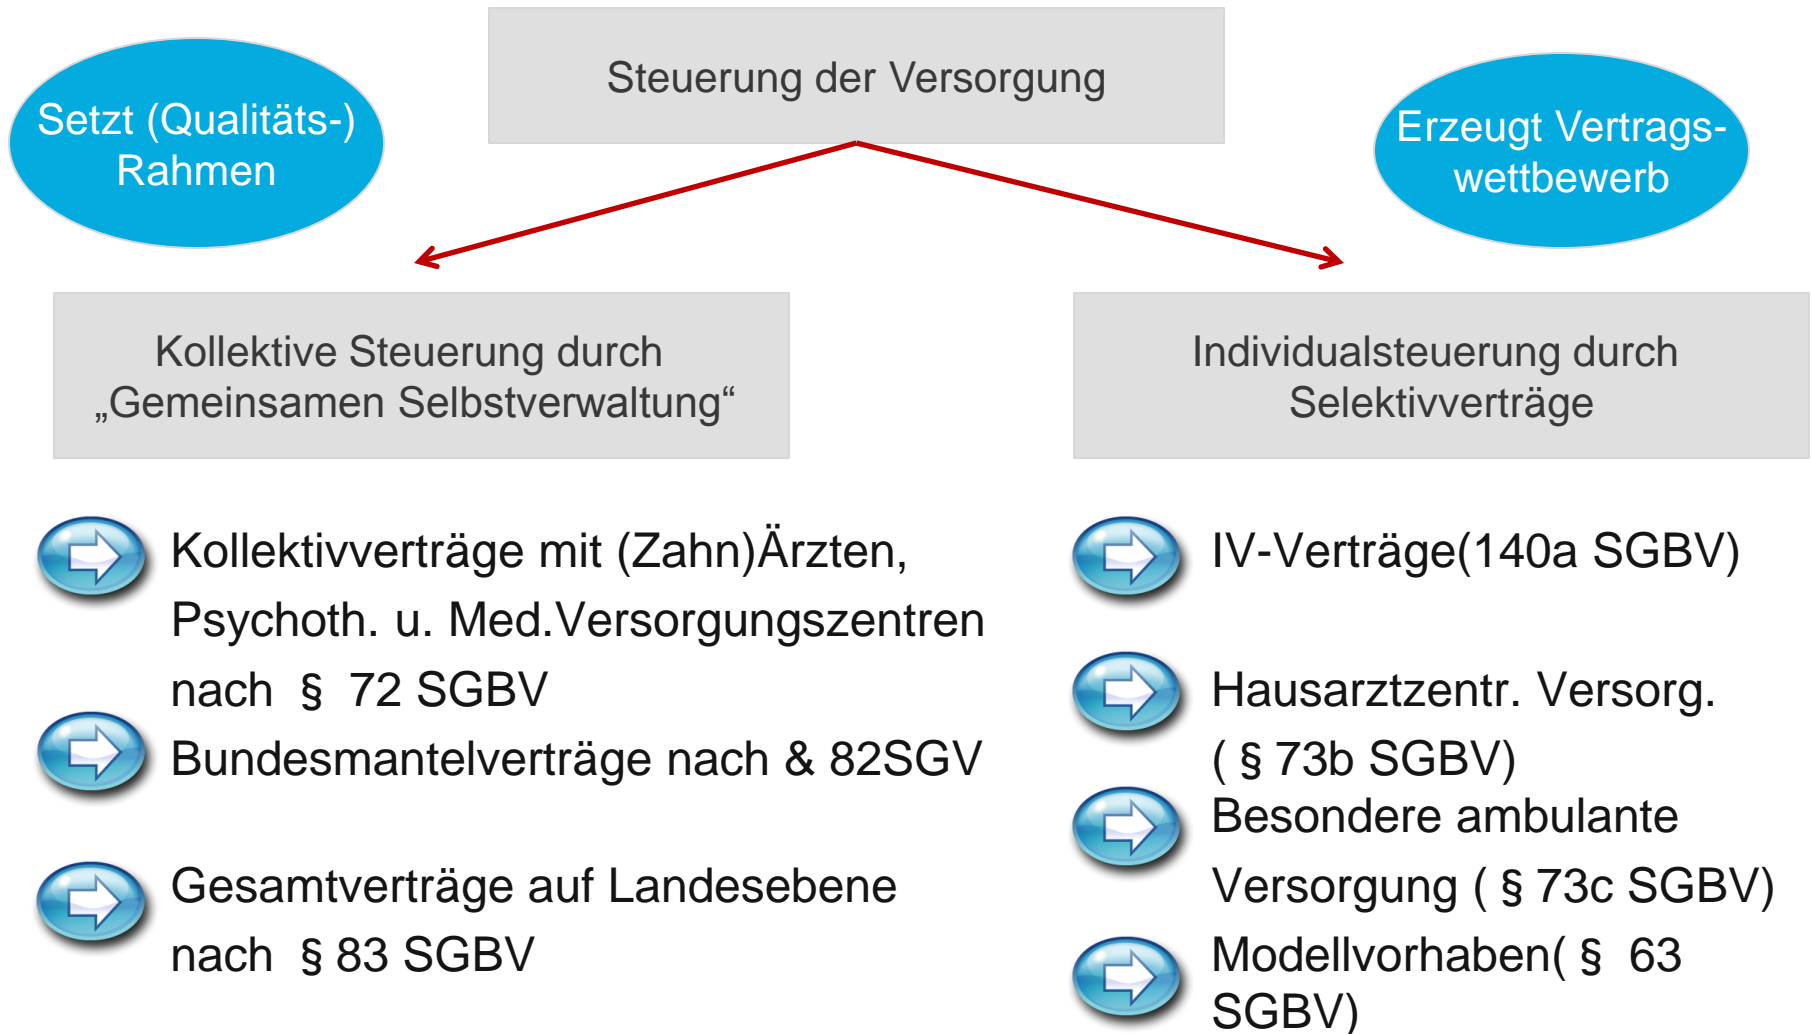 Steuerung der Versorgung
Setzt (Qualitäts-)
Rahmen
Erzeugt Vertrags-
wettbewerb
Kollektive Steuerung durch
„Gemeinsamen Selbstverwaltung“
Kollektivverträge mit (Zahn)Ärzten,
Psychoth. u. Med.Versorgungszentren
nach § 72 SGBV
Bundesmantelverträge nach & 82SGV
Gesamtverträge auf Landesebene
nach § 83 SGBV
Individualsteuerung durch
Selektivverträge
IV-Verträge(140a SGBV)
Hausarztzentr. Versorg.
( § 73b SGBV)
Besondere ambulante
Versorgung ( § 73c SGBV)
Modellvorhaben( § 63
SGBV)